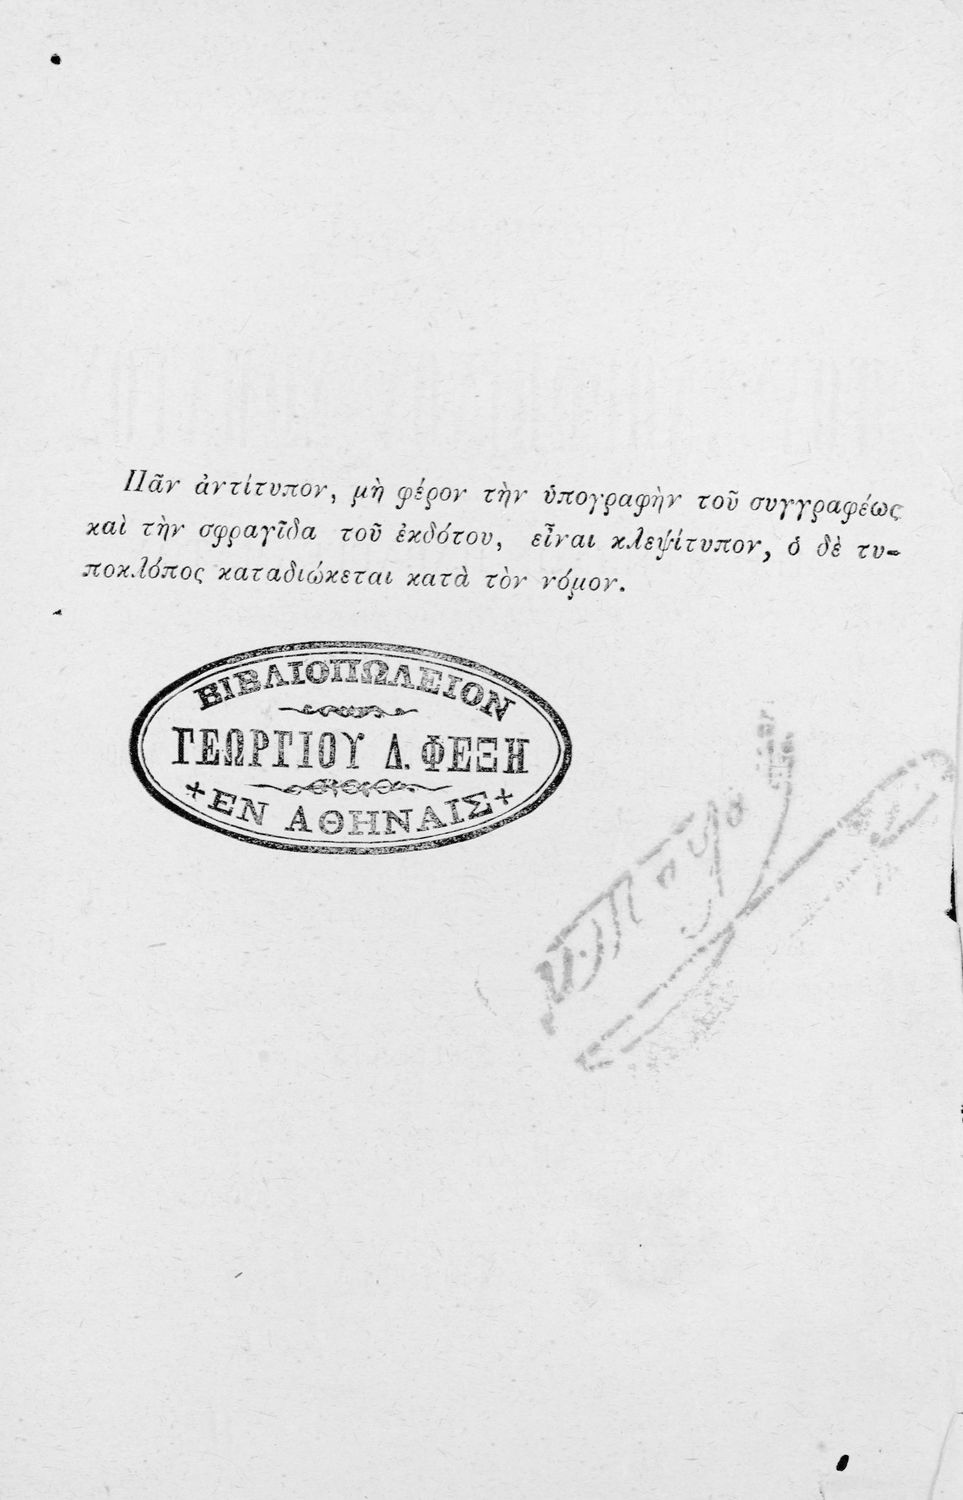 Πᾶν ἀντίτυπον, μὴ φέρον τὴν ὑπογραφὴν τοῦ συγγραφέως
καὶ τὴν σφραγῖδα τοῦ ἐκδότου, εἶναι κλεψίτυπον, ὁ δὲ τυ-
ποκλόπος καταδιώκεται κατὰ τὸν νόμον.
ΒΙΒΛΙΟΠΩΛΕΙΟΝ
ΓΕΩΡΓΙΟΥ Δ. ΦΕΞΗ
+ ΕΝ ΑΘΗΝΑΙΣ +